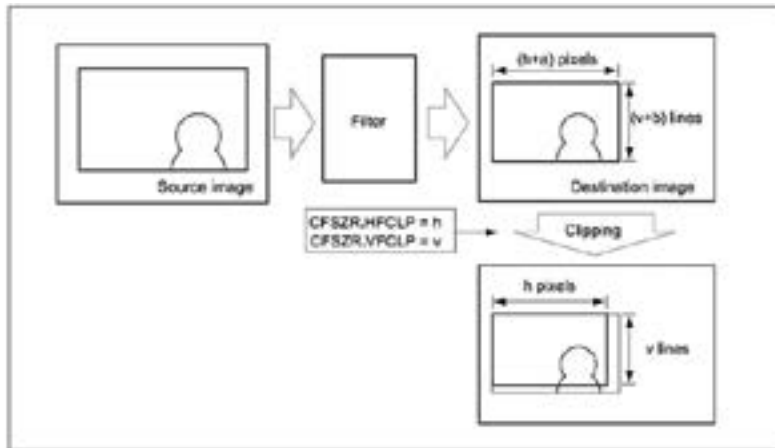 (h+a) pixels
Filter
(v+b) lines
Source image
Destination image
CFSZR.HFCLP = h
CFSZR.VFCLP = v
Clipping
h pixels
v lines